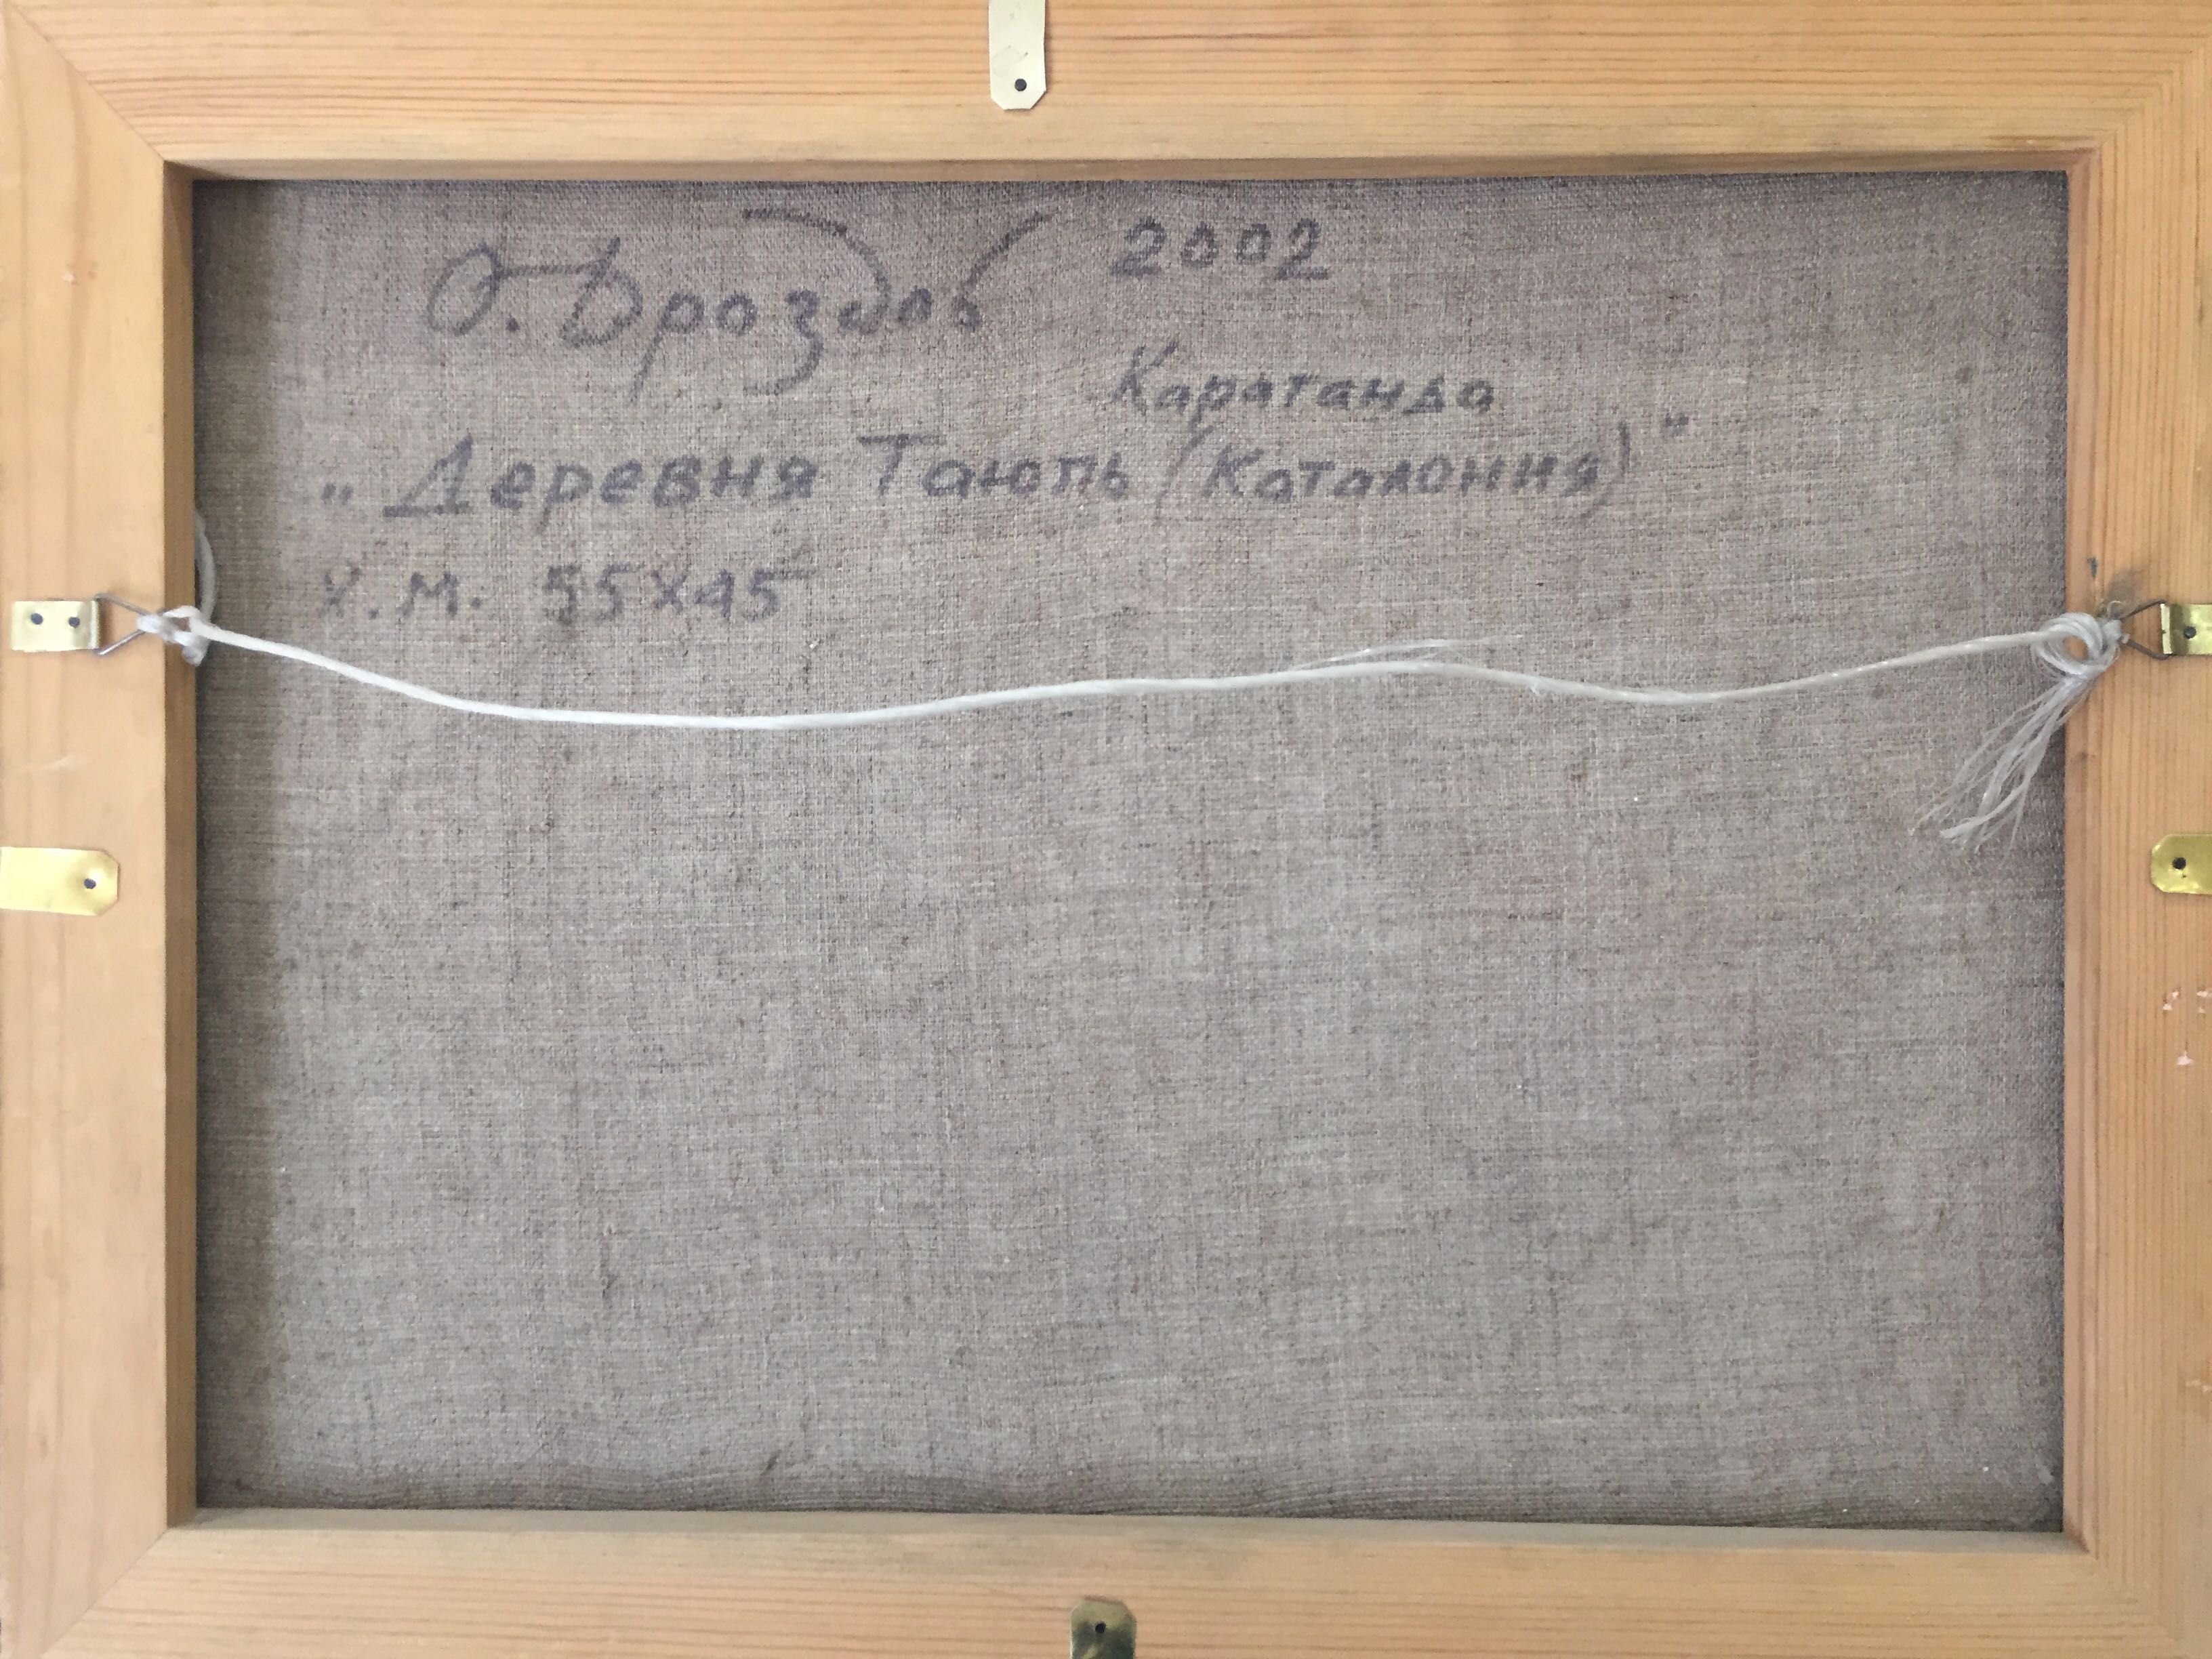 О. Дроздов 2002
Караганда
„Деревня Таюль (Каталония)"
х.м. 55х45